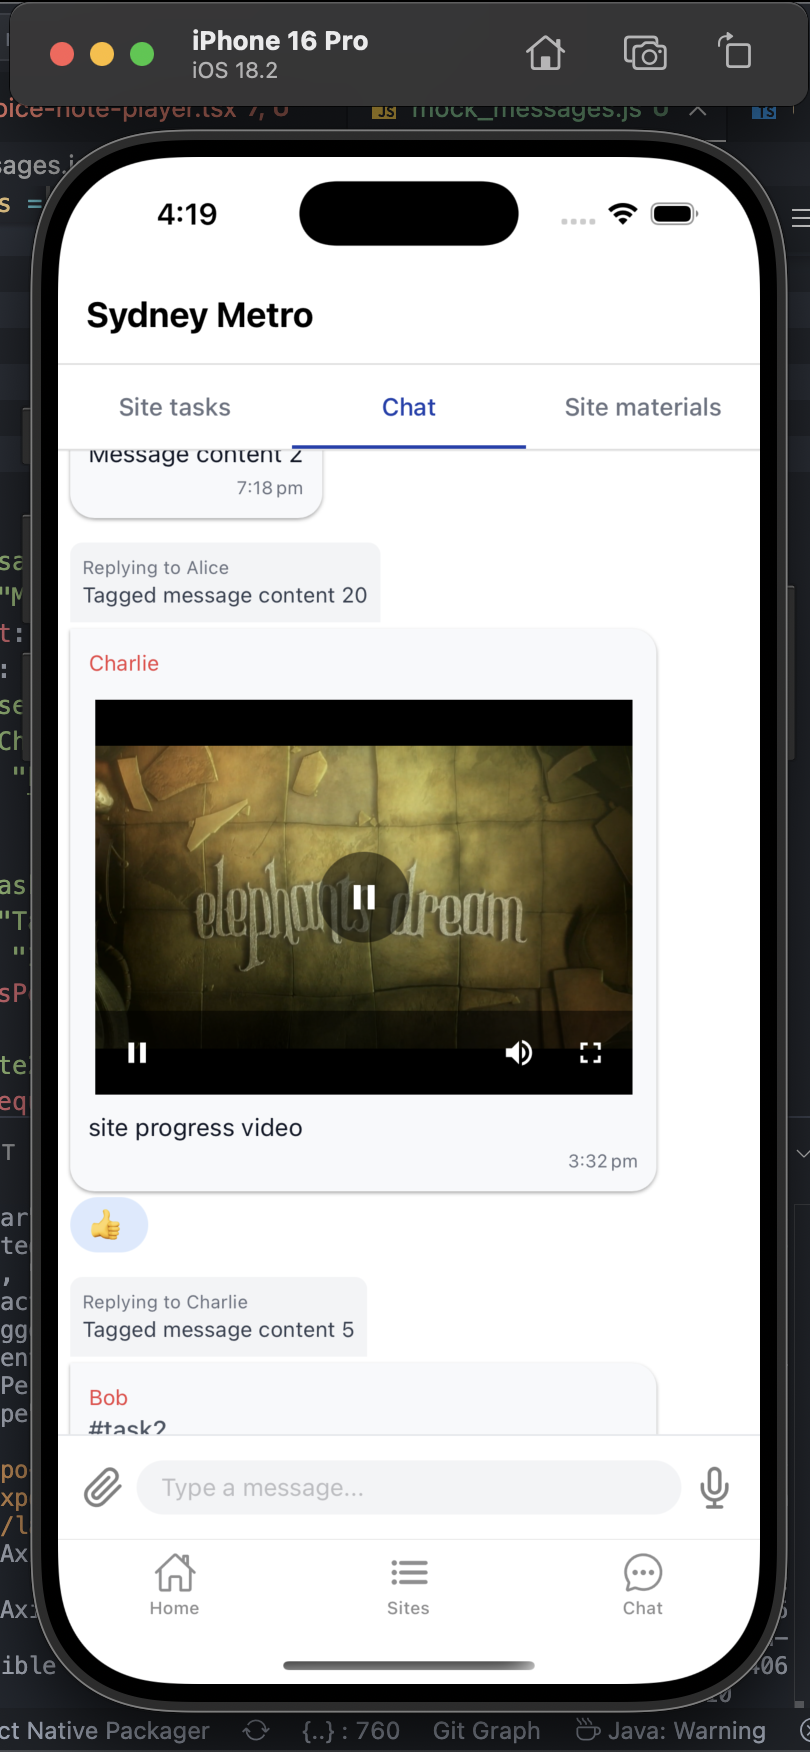 iPhone 16 Pro
iOS 18.2
oice-note-player.tsx 7, U
JS mock_messages.js U
TS
sages.js
s =
4:19
Sydney Metro
Site tasks
Chat
Site materials
Message content 2
7:18 pm
Replying to Alice
Tagged message content 20
Charlie
elephants dream
site progress video
3:32 pm
👍
Replying to Charlie
Tagged message content 5
Bob
#task2
Type a message...
Home
Sites
Chat
ct Native Packager
{..} : 760
Git Graph
Java: Warning